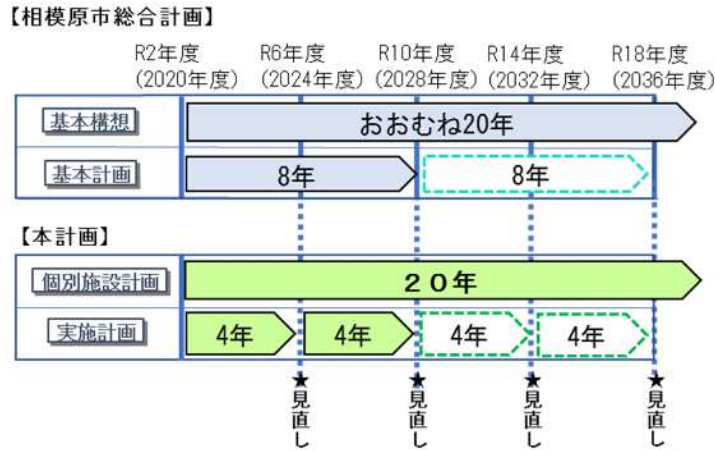 【相模原市総合計画】
R2年度 R6年度 R10年度 R14年度 R18年度
(2020年度) (2024年度) (2028年度) (2032年度) (2036年度)
基本構想 おおむね20年
基本計画 8年 8年
【本計画】
個別施設計画 20年
実施計画 4年 4年 4年 4年
★見直し ★見直し ★見直し ★見直し